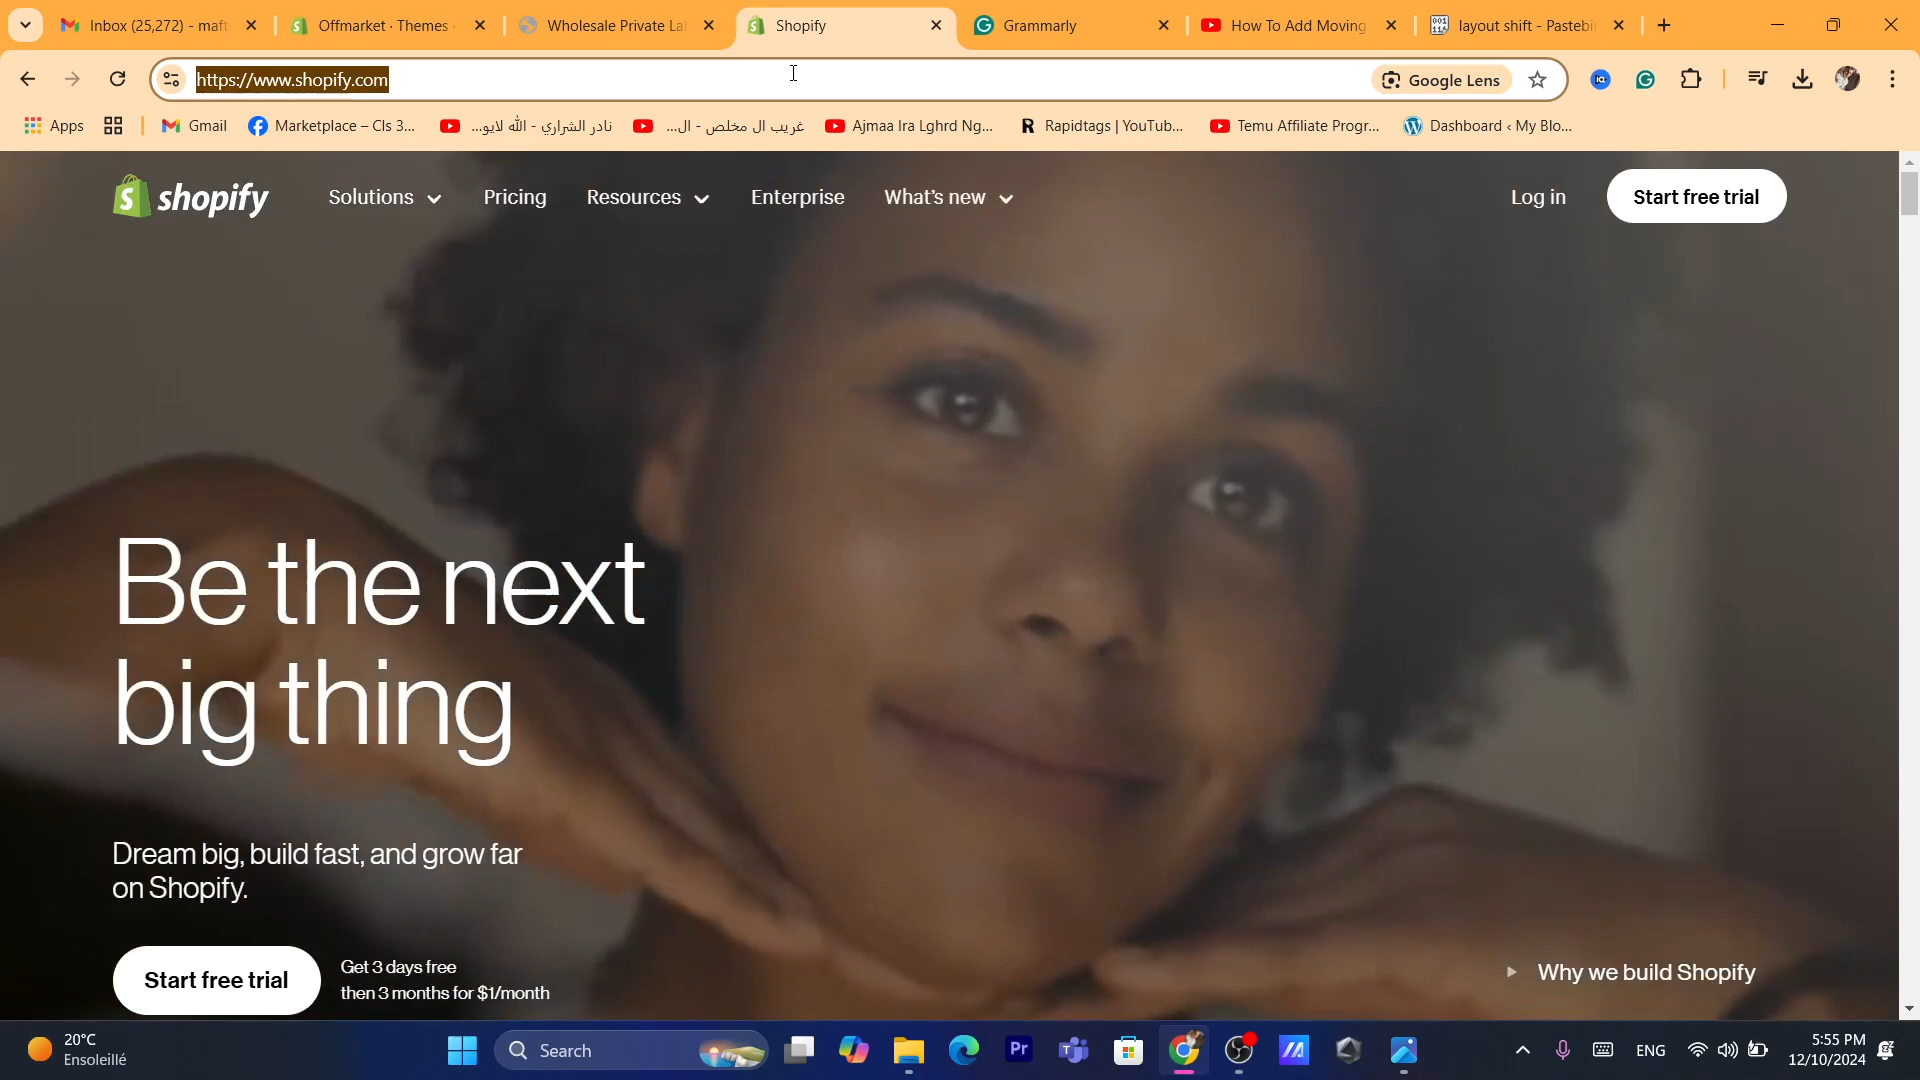 Inbox (25,272) - maft
Offmarket · Themes ·
Wholesale Private La
Shopify
Grammarly
How To Add Moving
layout shift - Pastebi
https://www.shopify.com
Google Lens
Apps
Gmail
Marketplace – Cls 3...
نادر الشراري - الله لايو...
غريب ال مخلص - ال...
Ajmaa Ira Lghrd Ng...
Rapidtags | YouTub...
Temu Affiliate Progr...
Dashboard ‹ My Blo...
shopify
Solutions
Pricing
Resources
Enterprise
What's new
Log in
Start free trial
Be the next
big thing
Dream big, build fast, and grow far
on Shopify.
Start free trial
Get 3 days free
then 3 months for $1/month
Why we build Shopify
20°C
Ensoleillé
Search
Pr
ENG
5:55 PM
12/10/2024